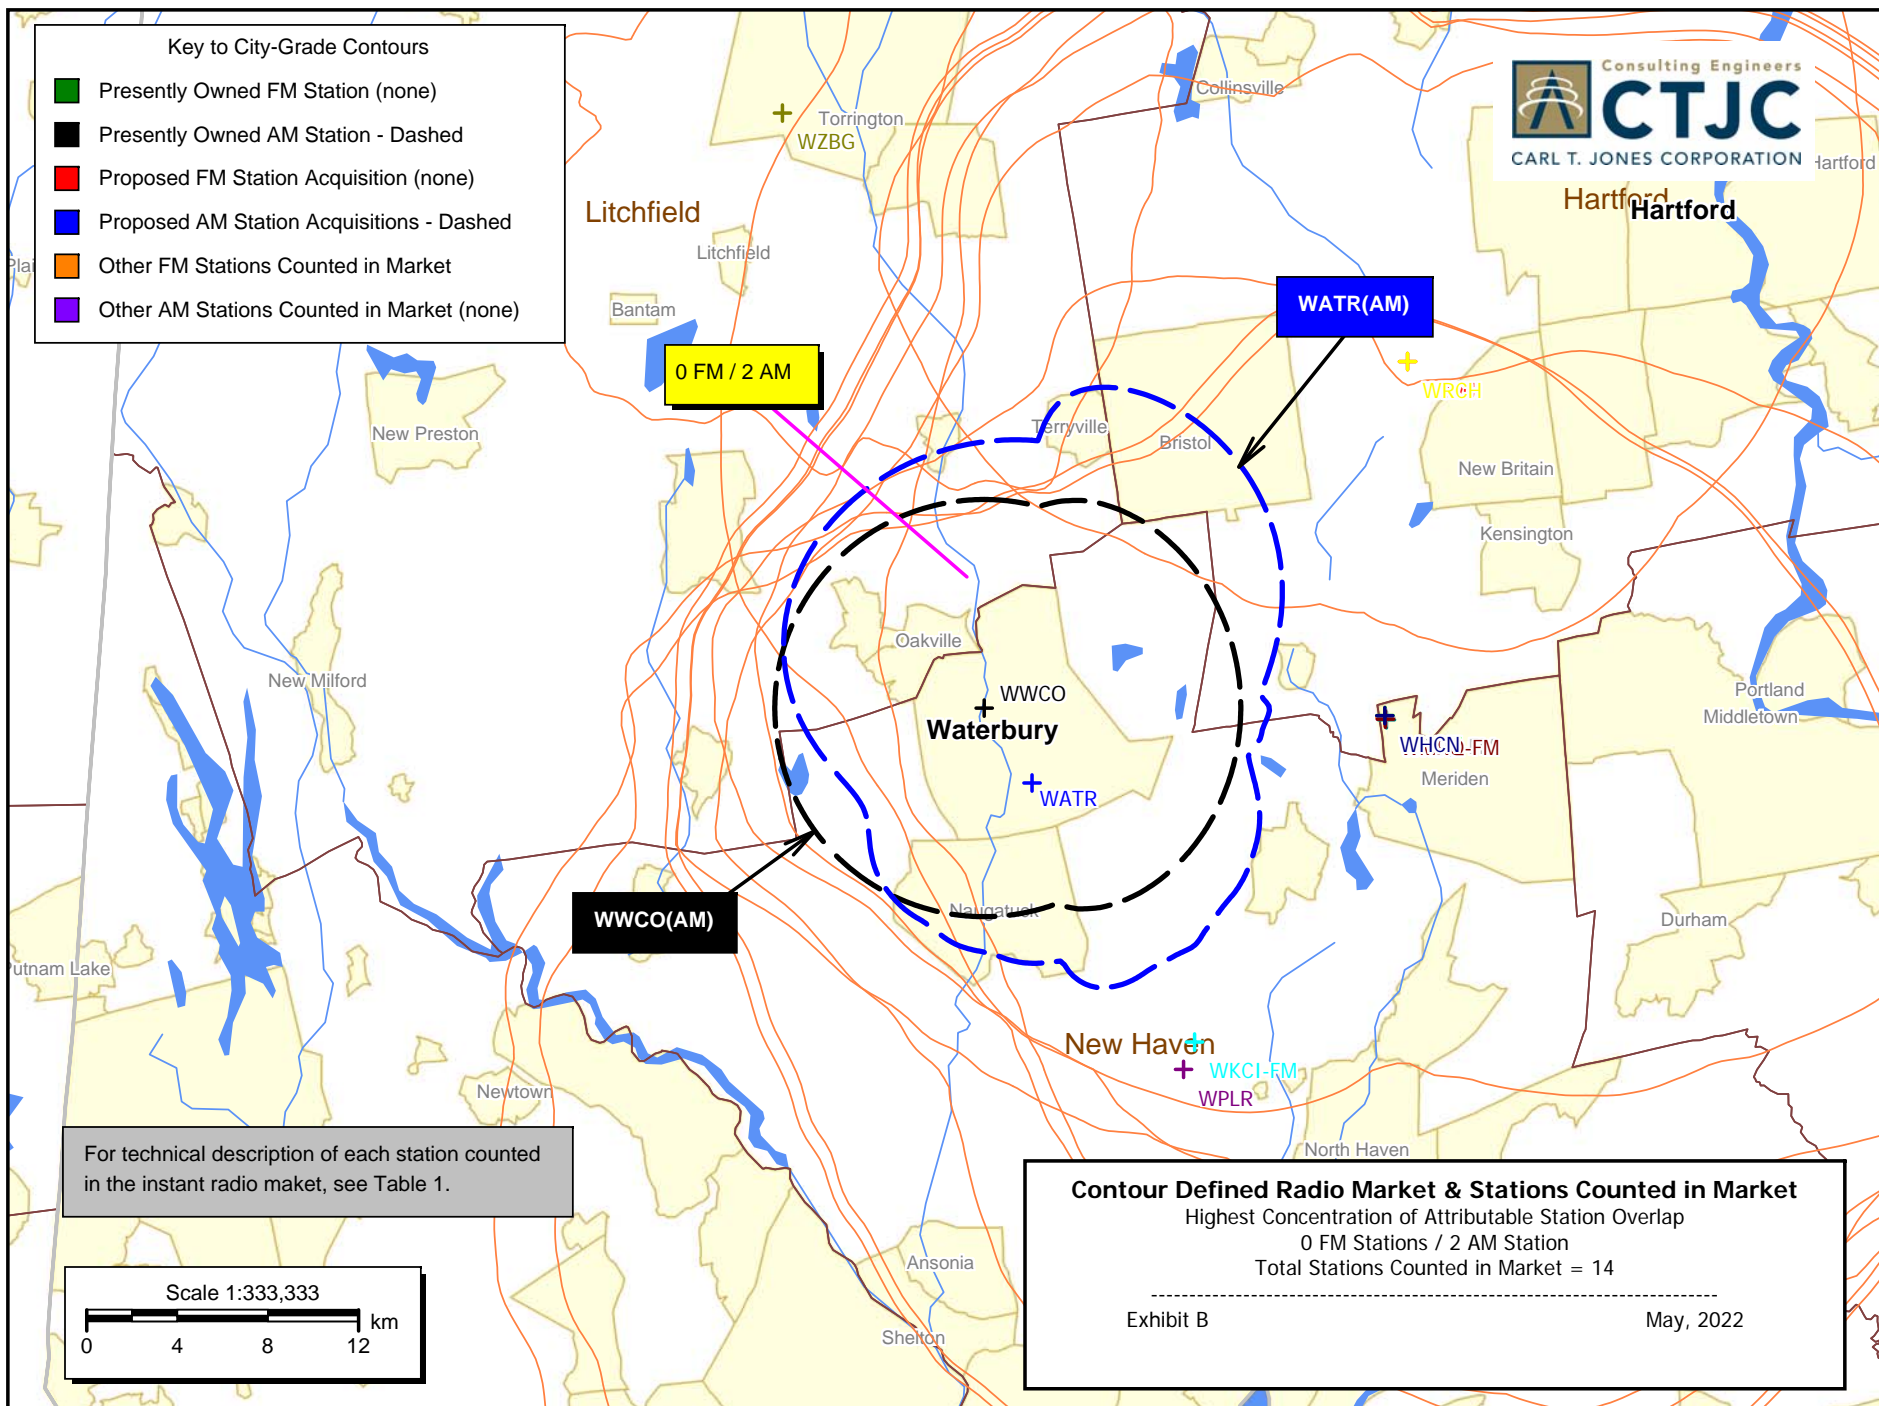 Key to City-Grade Contours
Presently Owned FM Station (none)
Presently Owned AM Station - Dashed
Proposed FM Station Acquisition (none)
Proposed AM Station Acquisitions - Dashed
Other FM Stations Counted in Market
Other AM Stations Counted in Market (none)
Consulting Engineers
CTJC
CARL T. JONES CORPORATION
Collinsville
Torrington
WZBG
Hartford
Hartford
Hartford
Litchfield
Litchfield
Bantam
WATR(AM)
0 FM / 2 AM
WRCH
New Preston
Terryville
Bristol
New Britain
Kensington
Oakville
New Milford
WWCO
Waterbury
Portland
Middletown
WHCN
-FM
Meriden
WATR
WWCO(AM)
Naugatuck
Durham
utnam Lake
New Haven
WKCI-FM
WPLR
Newtown
North Haven
For technical description of each station counted
in the instant radio maket, see Table 1.
Contour Defined Radio Market & Stations Counted in Market
Highest Concentration of Attributable Station Overlap
0 FM Stations / 2 AM Station
Total Stations Counted in Market = 14
Exhibit B
May, 2022
Ansonia
Shelton
Scale 1:333,333
km
0 4 8 12